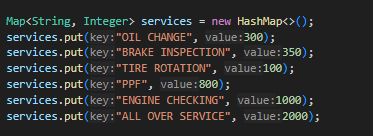 Map<String, Integer> services = new HashMap<>();
services.put(key:"OIL CHANGE", value:300);
services.put(key:"BRAKE INSPECTION", value:350);
services.put(key:"TIRE ROTATION", value:100);
services.put(key:"PPF", value:800);
services.put(key:"ENGINE CHECKING", value:1000);
services.put(key:"ALL OVER SERVICE", value:2000);